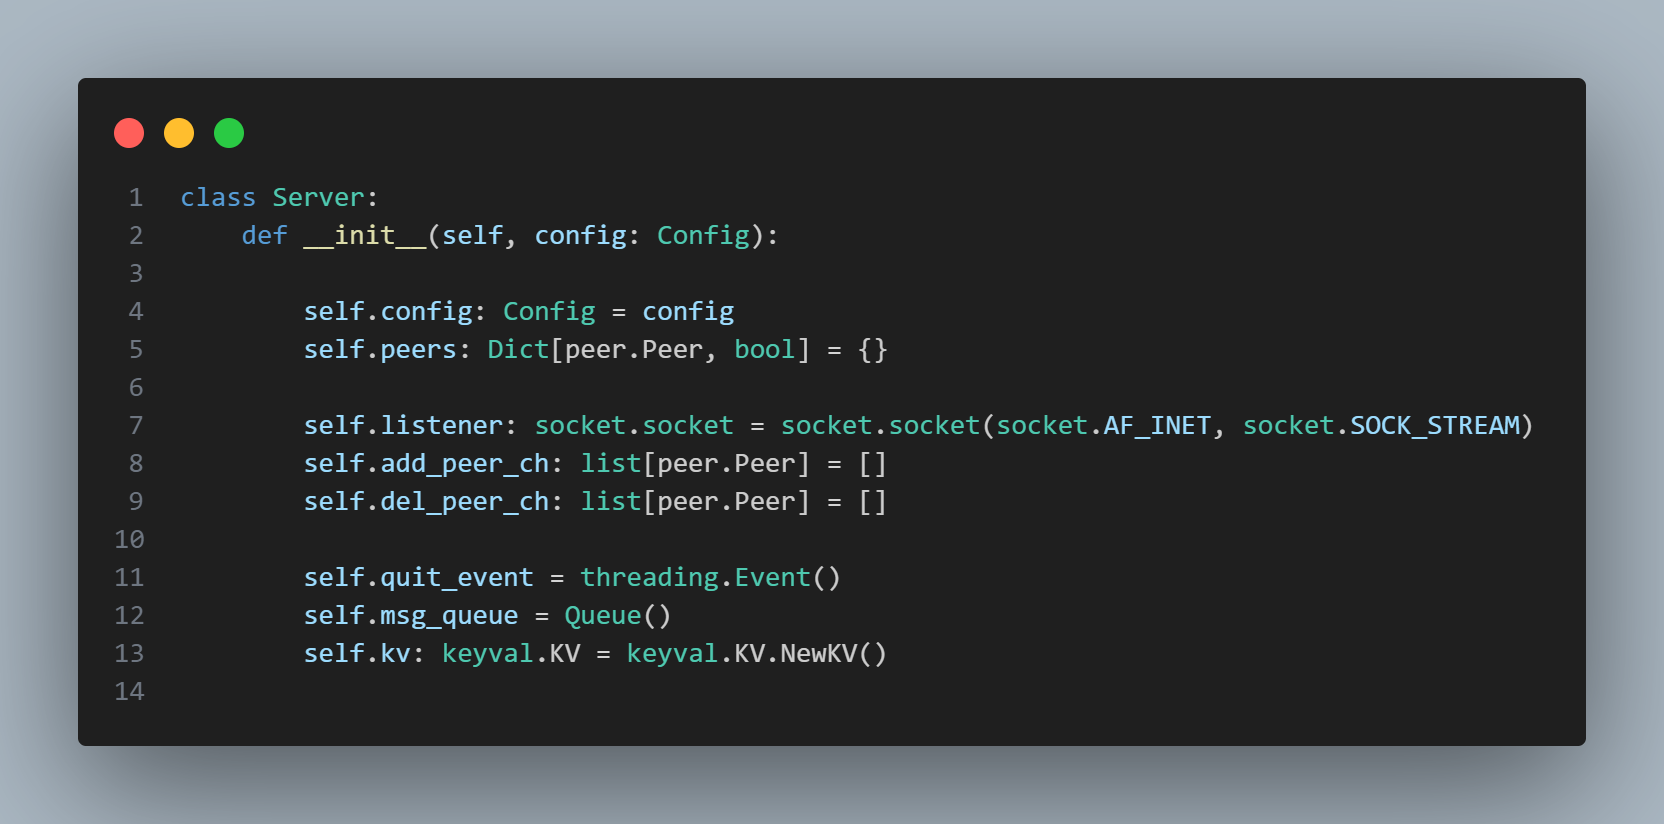 1 class Server:
2     def __init__(self, config: Config):
3
4         self.config: Config = config
5         self.peers: Dict[peer.Peer, bool] = {}
6
7         self.listener: socket.socket = socket.socket(socket.AF_INET, socket.SOCK_STREAM)
8         self.add_peer_ch: list[peer.Peer] = []
9         self.del_peer_ch: list[peer.Peer] = []
10
11         self.quit_event = threading.Event()
12         self.msg_queue = Queue()
13         self.kv: keyval.KV = keyval.KV.NewKV()
14